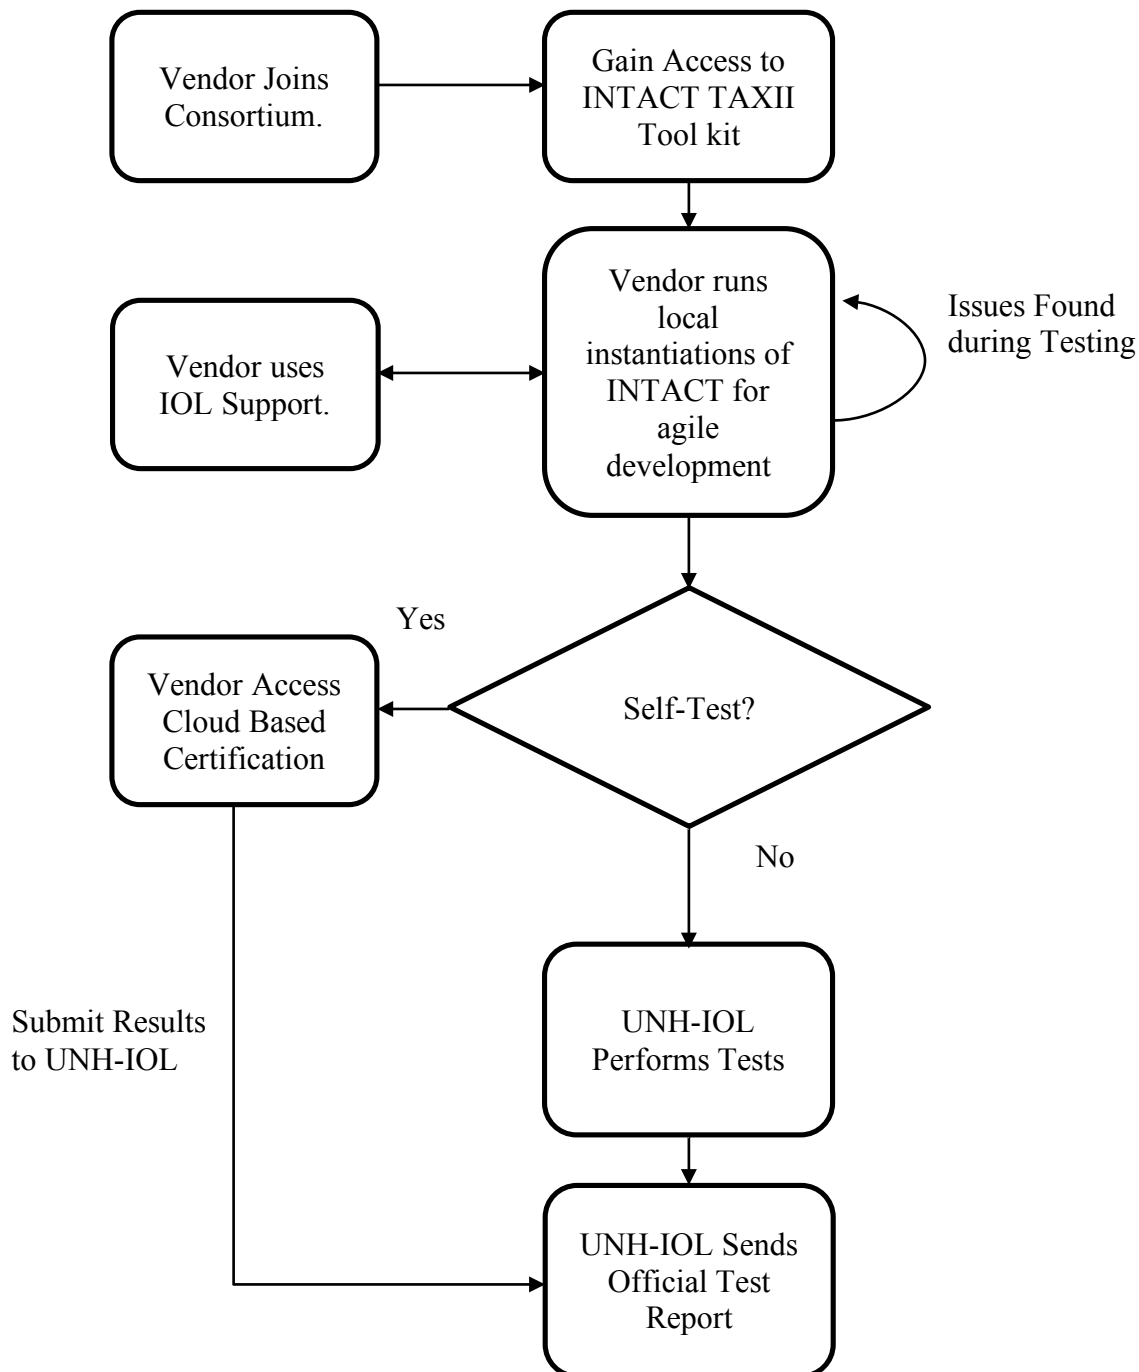 Vendor Joins
Consortium.
Gain Access to
INTACT TAXII
Tool kit
Vendor uses
IOL Support.
Vendor runs
local
instantiations of
INTACT for
agile
development
Issues Found
during Testing
Yes
Self-Test?
Vendor Access
Cloud Based
Certification
No
Submit Results
to UNH-IOL
UNH-IOL
Performs Tests
UNH-IOL Sends
Official Test
Report